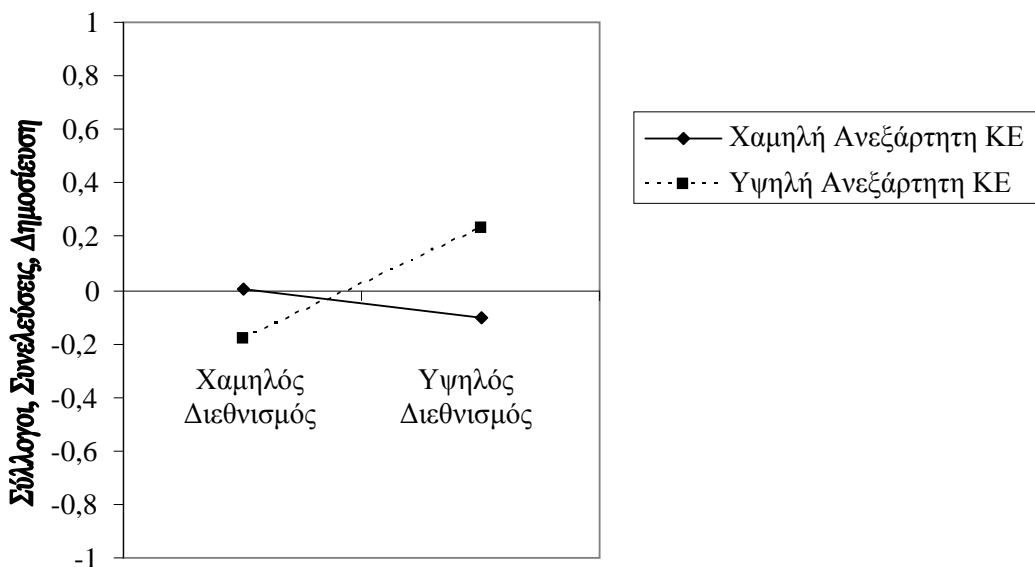 Σύλλογοι, Συνελεύσεις, Δημοσίευση
1
0,8
0,6
0,4
0,2
0
-0,2
-0,4
-0,6
-0,8
-1
Χαμηλός
Διεθνισμός
Υψηλός
Διεθνισμός
Χαμηλή Ανεξάρτητη ΚΕ
Υψηλή Ανεξάρτητη ΚΕ